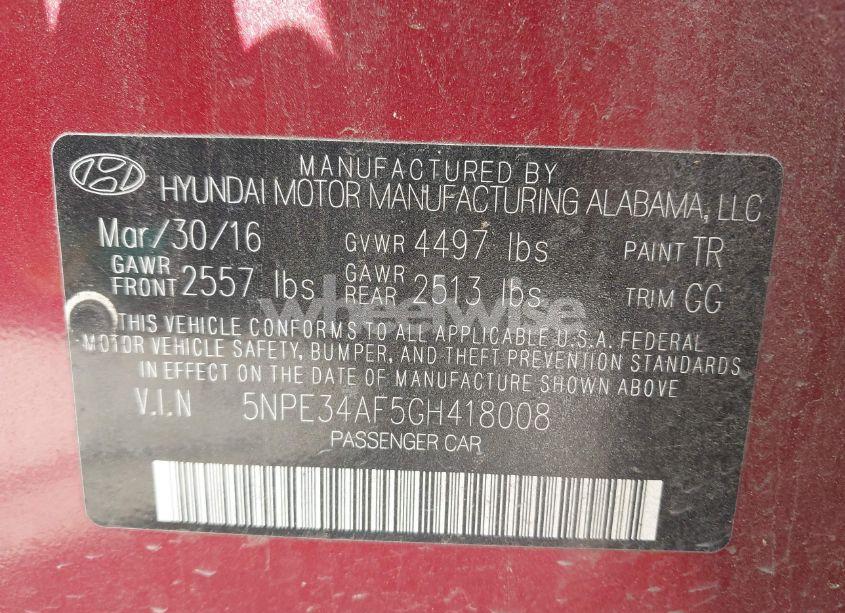 MANUFACTURED BY
HYUNDAI MOTOR MANUFACTURING ALABAMA, LLC
Mar/30/16 GVWR 4497 lbs PAINT TR
GAWR FRONT 2557 lbs GAWR REAR 2513 lbs TRIM GG
wheelwise
THIS VEHICLE CONFORMS TO ALL APPLICABLE U.S.A. FEDERAL
MOTOR VEHICLE SAFETY, BUMPER, AND THEFT PREVENTION STANDARDS
IN EFFECT ON THE DATE OF MANUFACTURE SHOWN ABOVE
V.I.N 5NPE34AF5GH418008
PASSENGER CAR